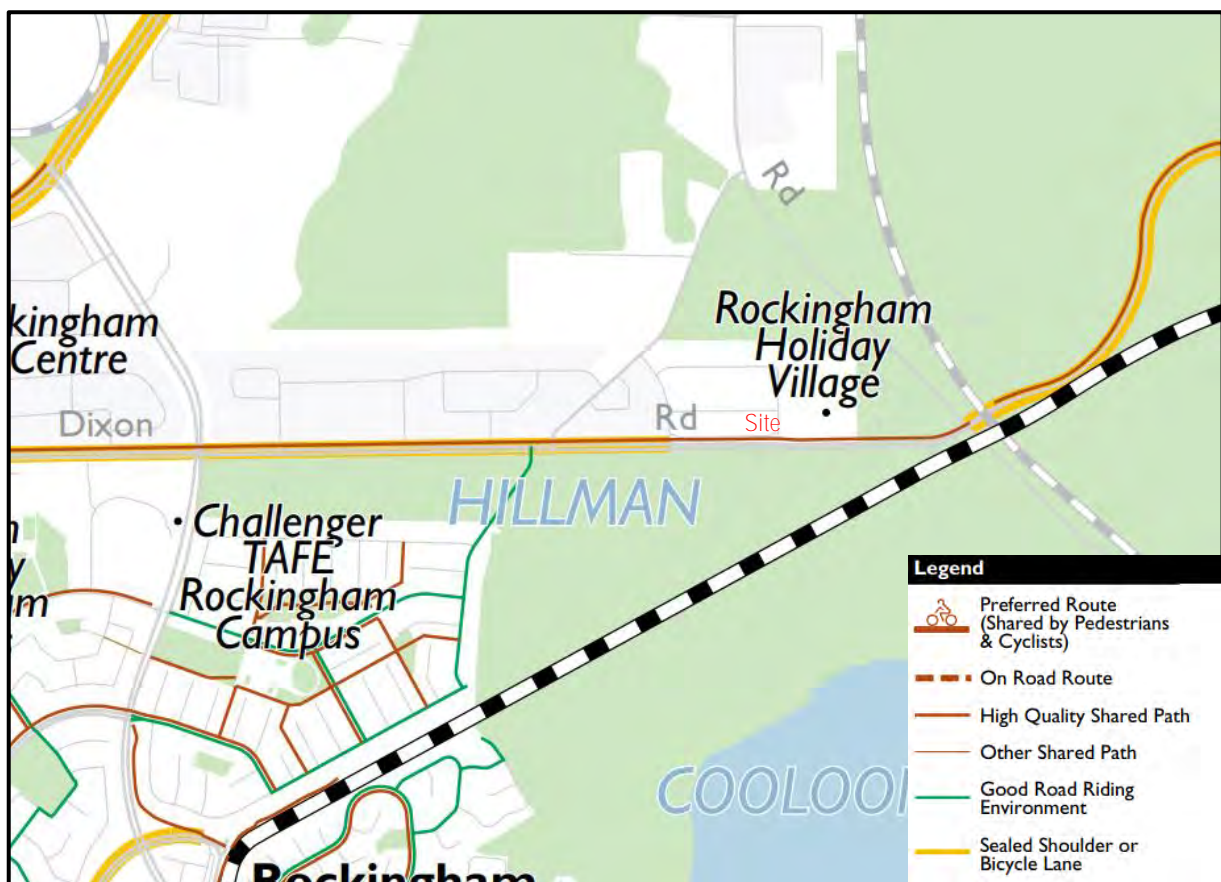 Rd
Rockingham
Holiday
Village
kingham
Centre
Dixon
Rd
Site
HILLMAN
Challenger
TAFE
Rockingham
Campus
n
y
am
COOLOO
Rockingham
Legend
Preferred Route
(Shared by Pedestrians
& Cyclists)
On Road Route
High Quality Shared Path
Other Shared Path
Good Road Riding
Environment
Sealed Shoulder or
Bicycle Lane